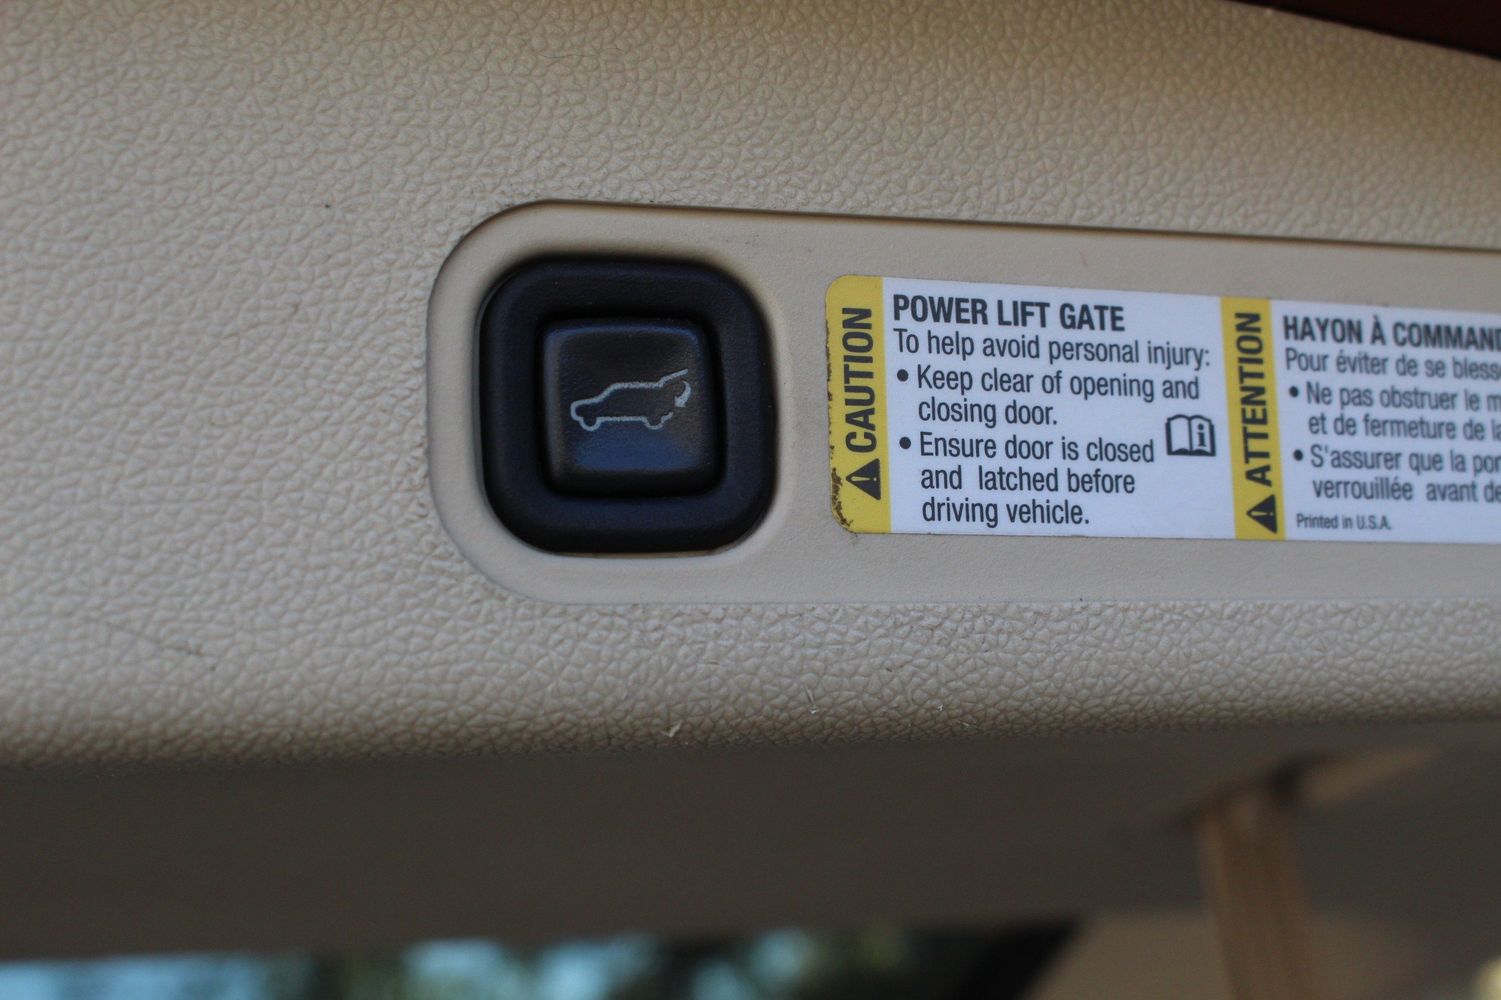 CAUTION
POWER LIFT GATE
To help avoid personal injury:
• Keep clear of opening and
closing door.
• Ensure door is closed
and latched before
driving vehicle.
ATTENTION
HAYON À
Pour éviter de se
• Ne pas obstruer le
et de fermeture de
• S'assurer que la
verrouillée avant
Printed in U.S.A.